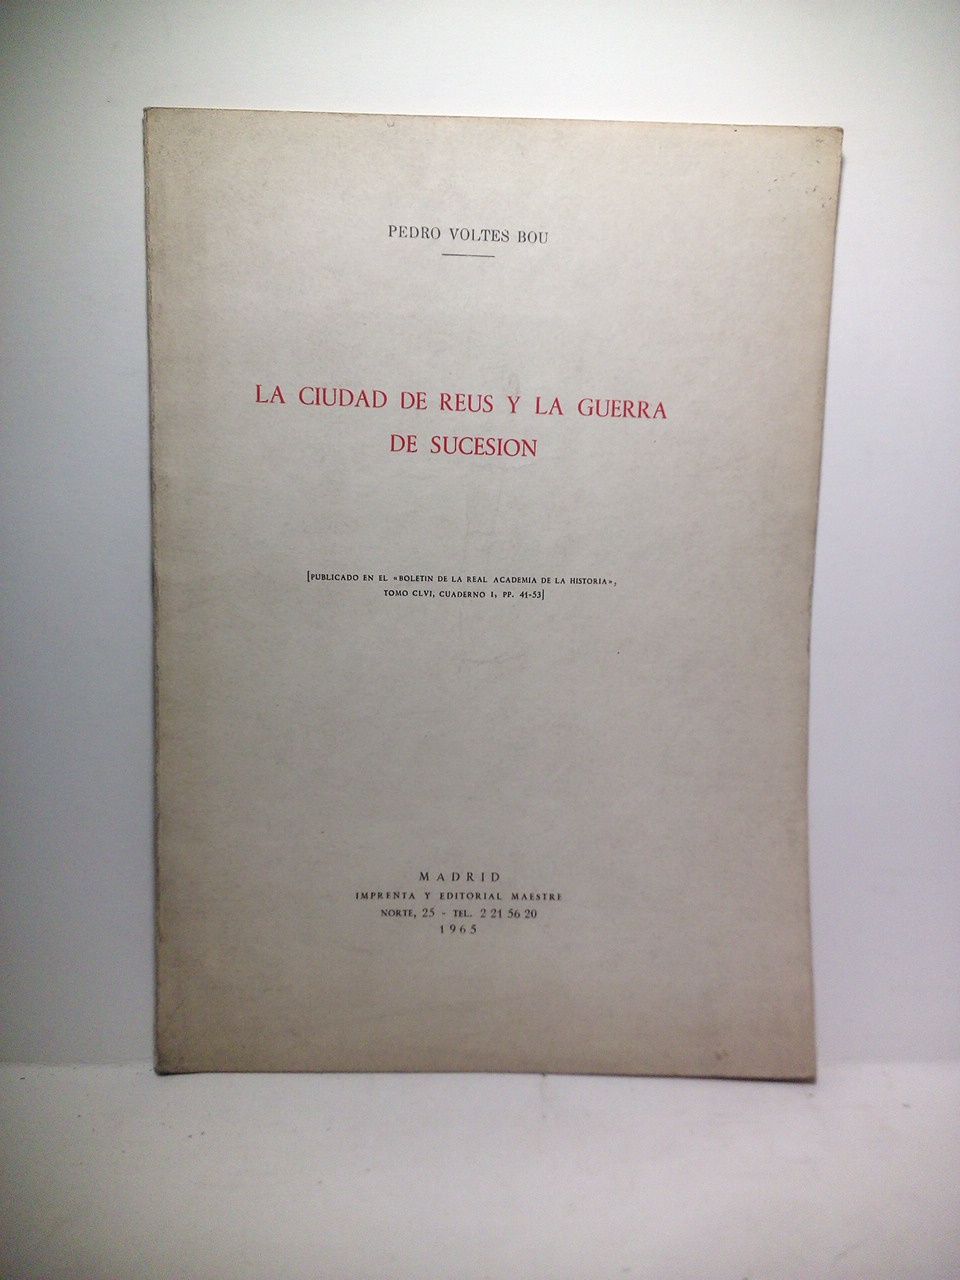 PEDRO VOLTES BOU
LA CIUDAD DE REUS Y LA GUERRA
DE SUCESION
[PUBLICADO EN EL «BOLETIN DE LA REAL ACADEMIA DE LA HISTORIA»,
TOMO CLVI, CUADERNO I, PP. 41-53]
MADRID
IMPRENTA Y EDITORIAL MAESTRE
NORTE, 25 - TEL. 2 21 56 20
1965